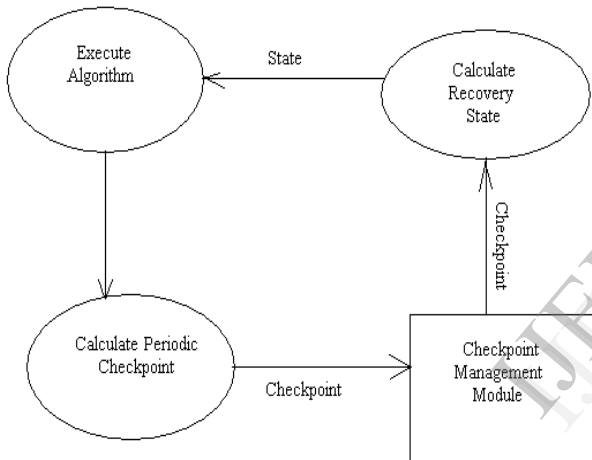 Execute
Algorithm
State
Calculate
Recovery
State
Checkpoint
Calculate Periodic
Checkpoint
Checkpoint
Checkpoint
Management
Module